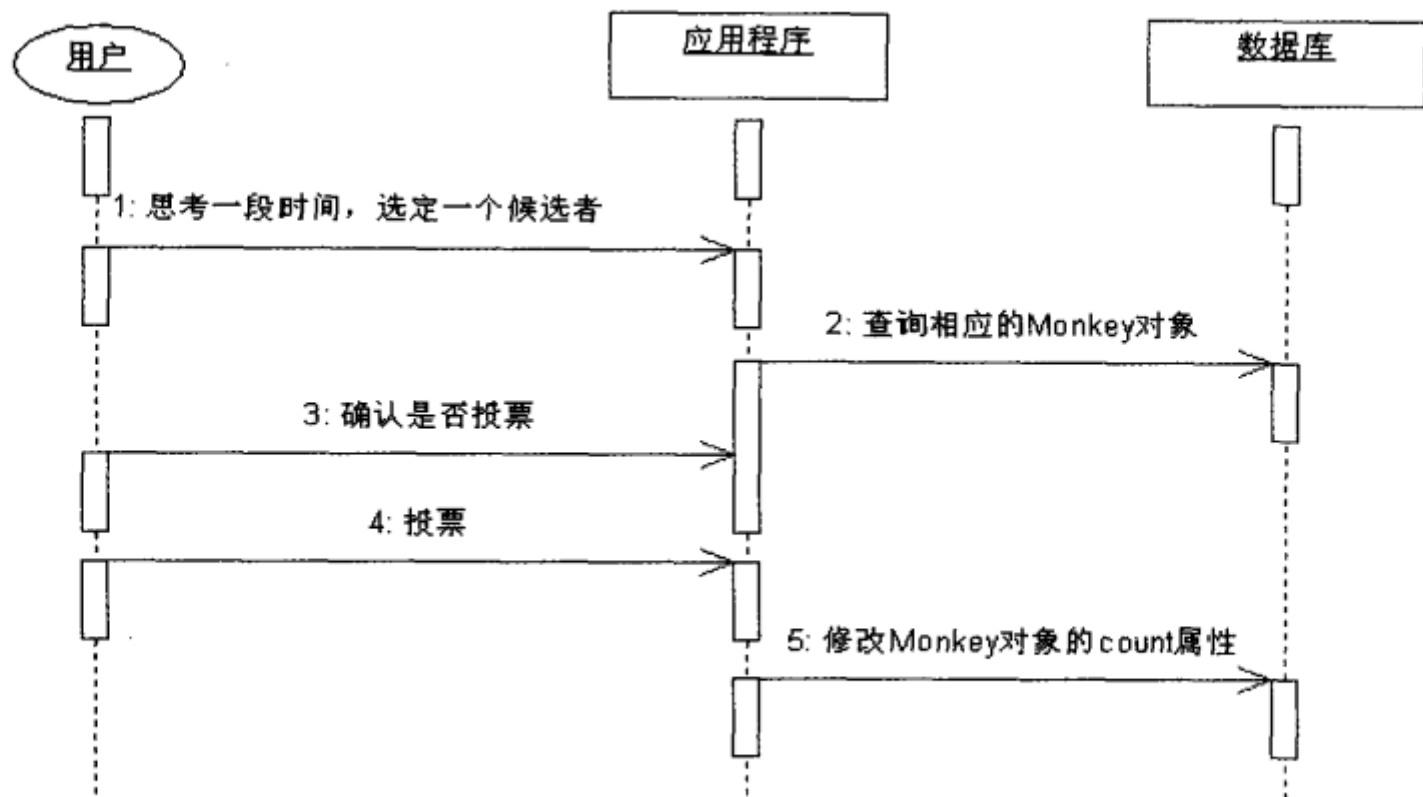 用户
应用程序
数据库
1: 思考一段时间，选定一个候选者
2: 查询相应的Monkey对象
3: 确认是否投票
4: 投票
5: 修改Monkey对象的count属性